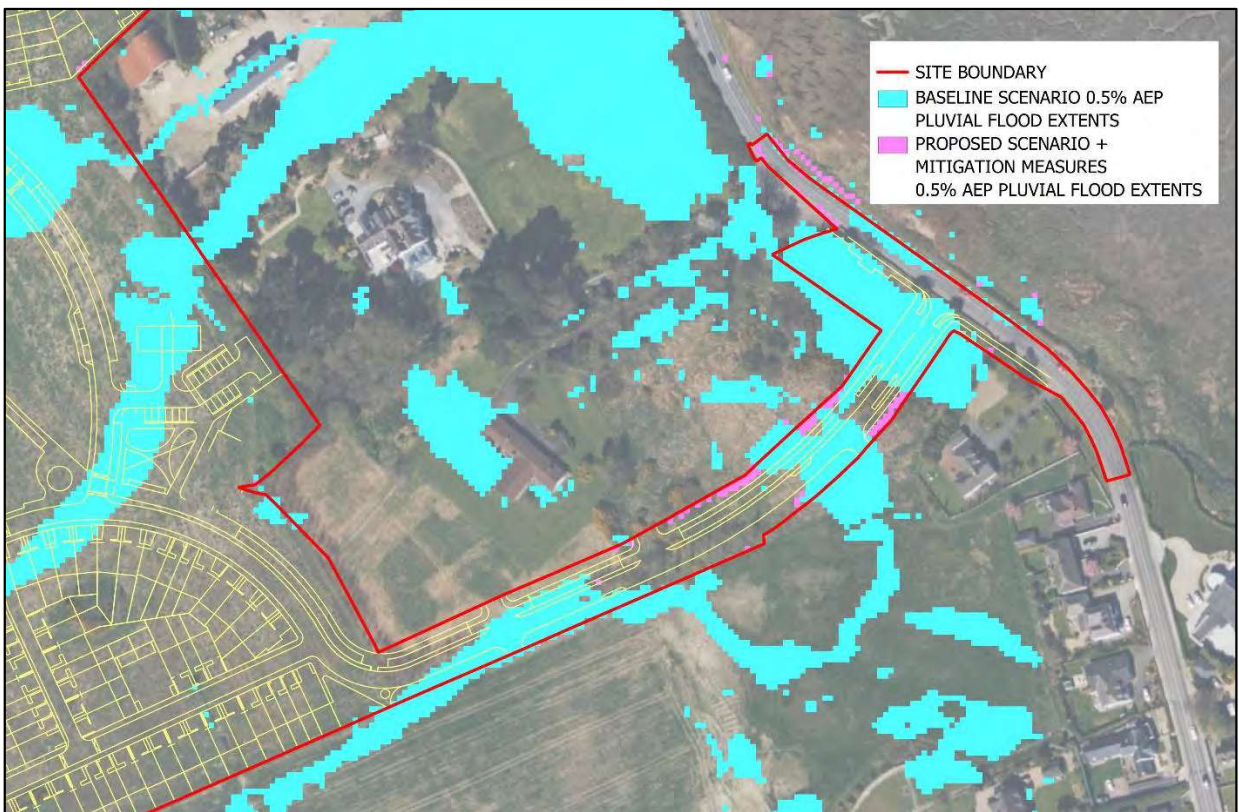 SITE BOUNDARY
BASELINE SCENARIO 0.5% AEP
PLUVIAL FLOOD EXTENTS
PROPOSED SCENARIO +
MITIGATION MEASURES
0.5% AEP PLUVIAL FLOOD EXTENTS